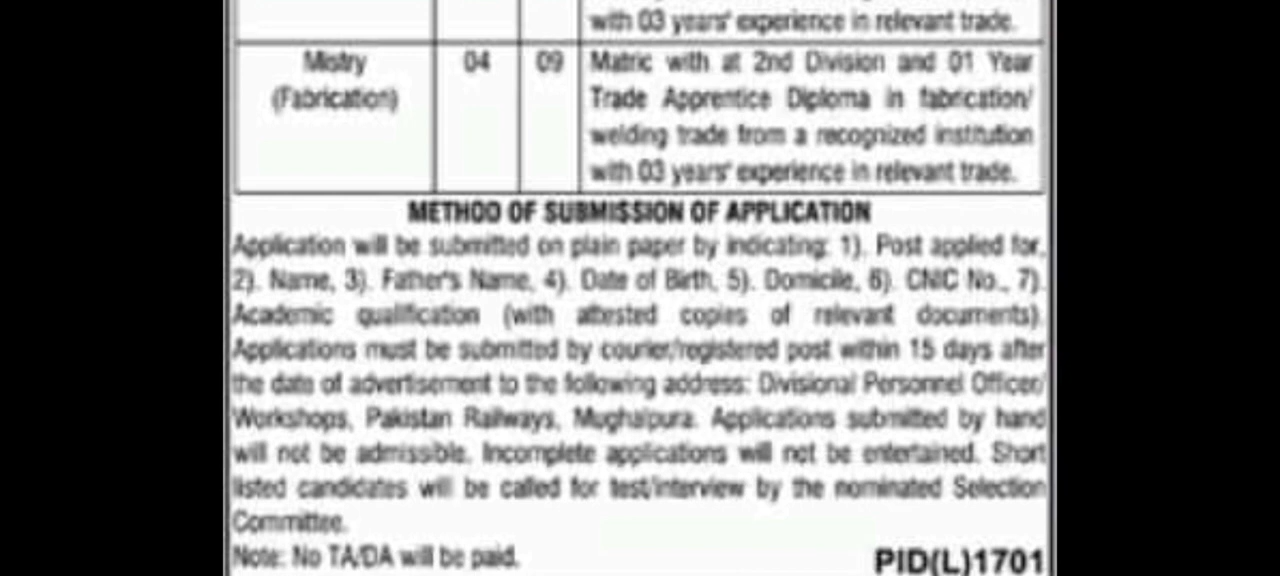 with 03 years' experience in relevant trade.
Mistry (Fabrication) 04 09 Matric with at 2nd Division and 01 Year
Trade Apprentice Diploma in fabrication/
welding trade from a recognized institution
with 03 years' experience in relevant trade.
METHOD OF SUBMISSION OF APPLICATION
Application will be submitted on plain paper by indicating: 1). Post applied for,
2). Name, 3). Father's Name, 4). Date of Birth, 5). Domicile, 6). CNIC No., 7).
Academic qualification (with attested copies of relevant documents).
Applications must be submitted by courier/registered post within 15 days after
the date of advertisement to the following address: Divisional Personnel Officer/
Workshops, Pakistan Railways, Mughalpura. Applications submitted by hand
will not be admissible. Incomplete applications will not be entertained. Short
listed candidates will be called for test/interview by the nominated Selection
Committee.
Note: No TA/DA will be paid.
PID(L)1701